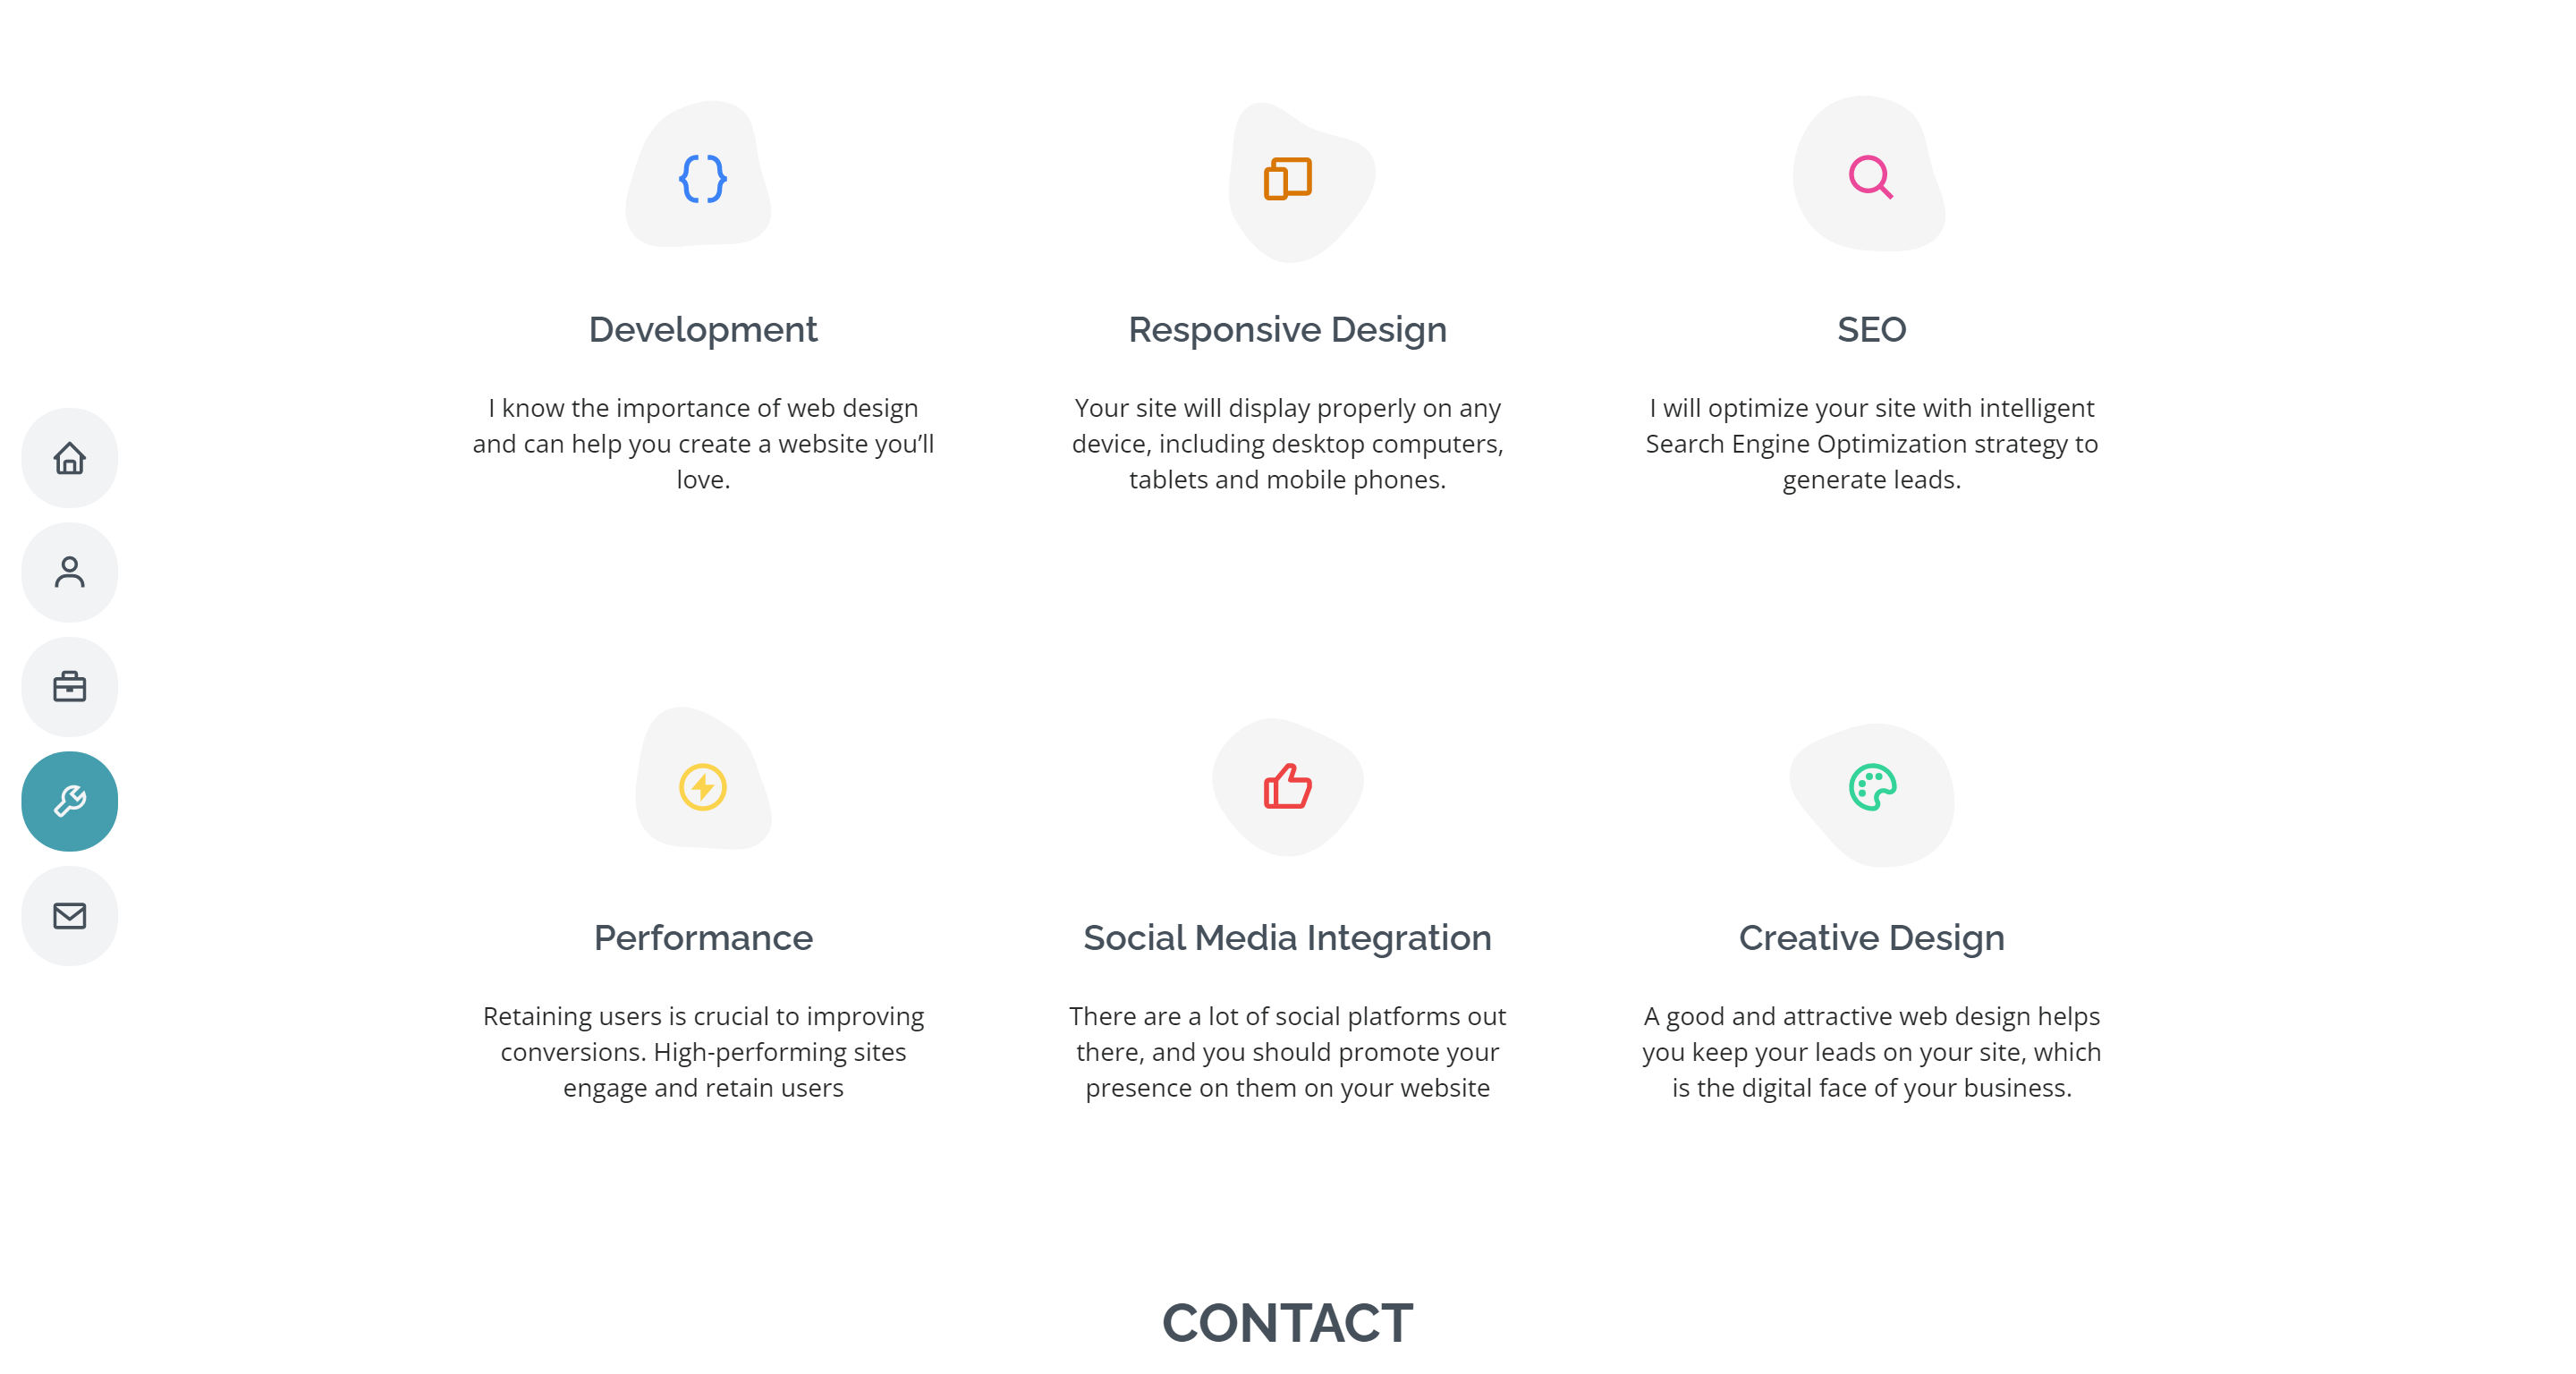 Development
I know the importance of web design
and can help you create a website you’ll
love.
Responsive Design
Your site will display properly on any
device, including desktop computers,
tablets and mobile phones.
SEO
I will optimize your site with intelligent
Search Engine Optimization strategy to
generate leads.
Performance
Retaining users is crucial to improving
conversions. High-performing sites
engage and retain users
Social Media Integration
There are a lot of social platforms out
there, and you should promote your
presence on them on your website
Creative Design
A good and attractive web design helps
you keep your leads on your site, which
is the digital face of your business.
CONTACT